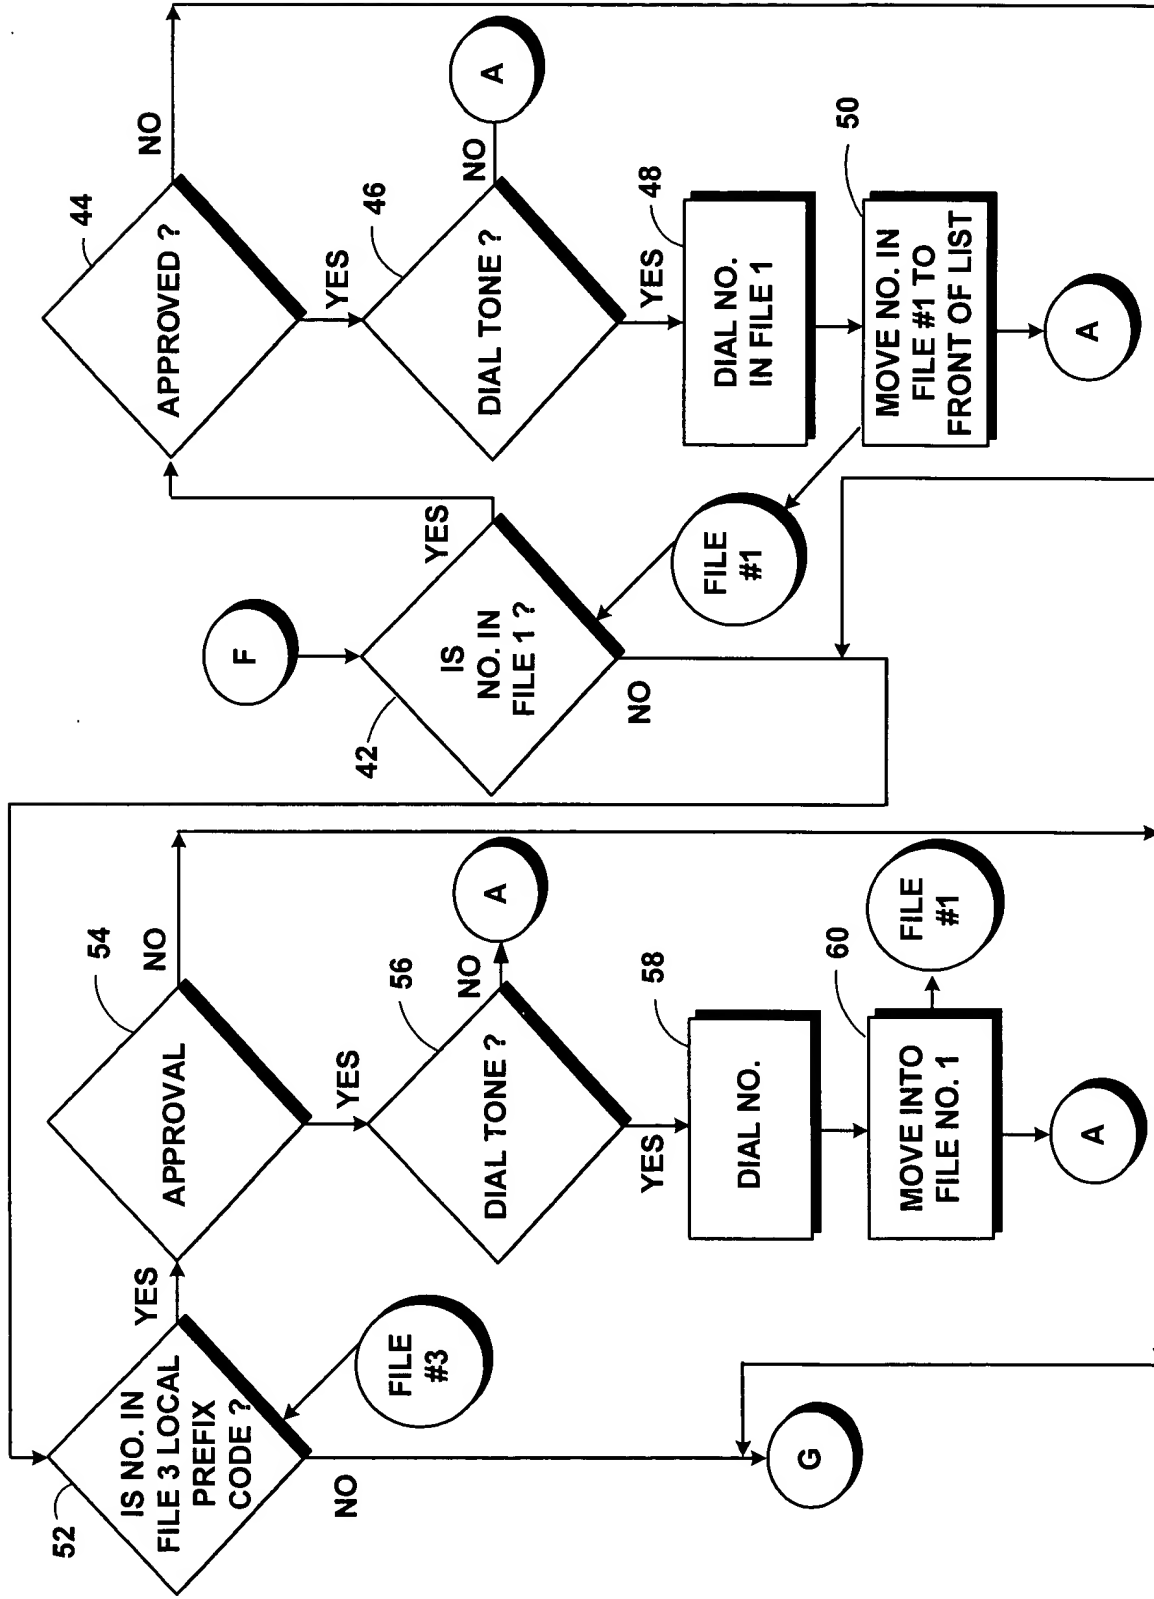 F
42
IS
NO. IN
FILE 1 ?
YES
NO
FILE
#1
44
APPROVED ?
NO
YES
46
DIAL TONE ?
NO
A
YES
48
DIAL NO.
IN FILE 1
50
MOVE NO. IN
FILE #1 TO
FRONT OF LIST
A
52
IS NO. IN
FILE 3 LOCAL
PREFIX
CODE ?
YES
NO
FILE
#3
G
54
APPROVAL
NO
YES
56
DIAL TONE ?
NO
A
YES
58
DIAL NO.
60
MOVE INTO
FILE NO. 1
FILE
#1
A